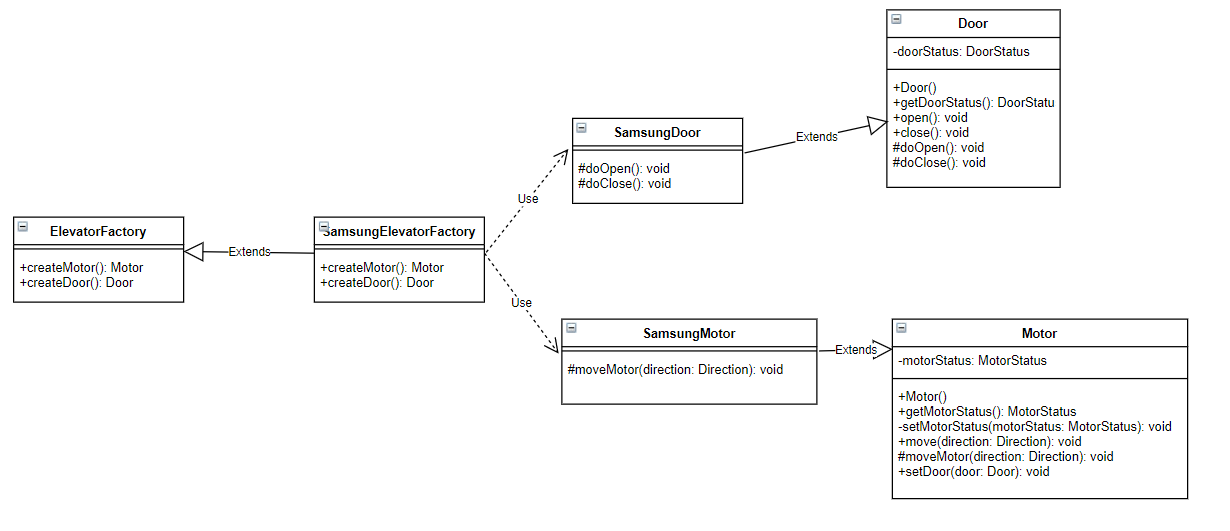 Door
-doorStatus: DoorStatus
+Door()
+getDoorStatus(): DoorStatu
+open(): void
+close(): void
#doOpen(): void
#doClose(): void
Extends
SamsungDoor
#doOpen(): void
#doClose(): void
Use
ElevatorFactory
+createMotor(): Motor
+createDoor(): Door
Extends
SamsungElevatorFactory
+createMotor(): Motor
+createDoor(): Door
Use
SamsungMotor
#moveMotor(direction: Direction): void
Extends
Motor
-motorStatus: MotorStatus
+Motor()
+getMotorStatus(): MotorStatus
-setMotorStatus(motorStatus: MotorStatus): void
+move(direction: Direction): void
#moveMotor(direction: Direction): void
+setDoor(door: Door): void